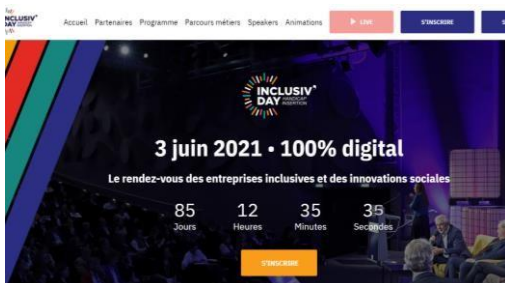 INCLUSIV'
DAY
Accueil Partenaires Programme Parcours métiers Speakers Animations LIVE S'INSCRIRE S
INCLUSIV'
DAY HANDICAP
INSERTION
3 juin 2021 • 100% digital
Le rendez-vous des entreprises inclusives et des innovations sociales
85 12 35 35
Jours Heures Minutes Secondes
S'INSCRIRE